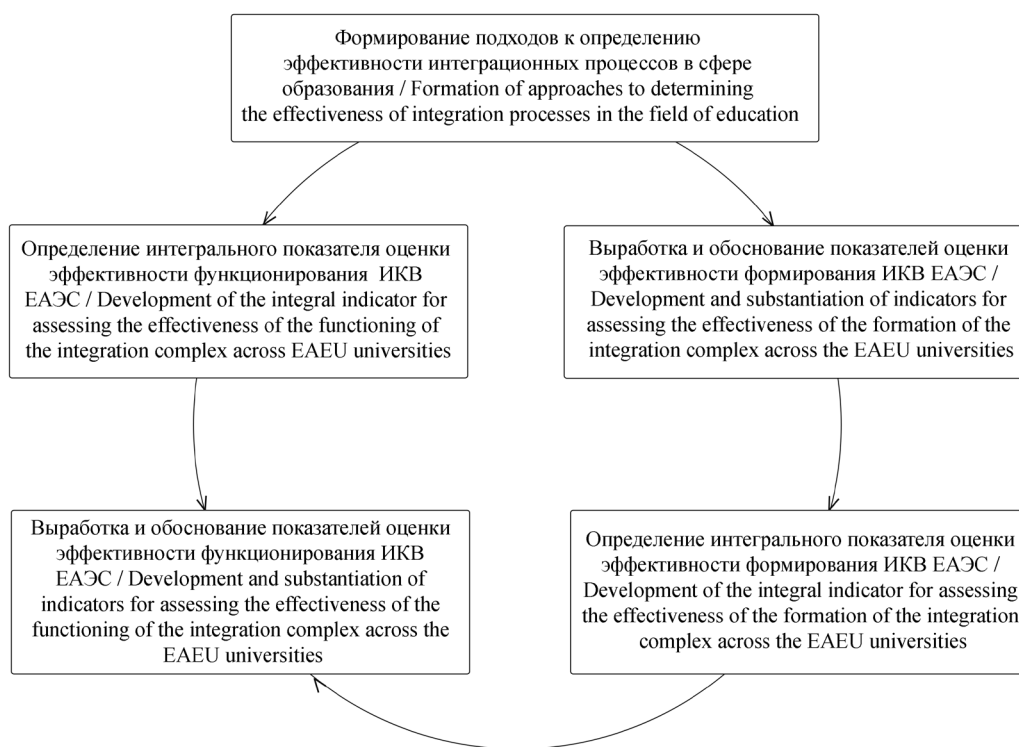 Формирование подходов к определению
эффективности интеграционных процессов в сфере
образования / Formation of approaches to determining
the effectiveness of integration processes in the field of education
Определение интегрального показателя оценки
эффективности функционирования ИКВ
ЕАЭС / Development of the integral indicator for
assessing the effectiveness of the functioning of
the integration complex across EAEU universities
Выработка и обоснование показателей оценки
эффективности формирования ИКВ ЕАЭС /
Development and substantiation of indicators for
assessing the effectiveness of the formation of the
integration complex across the EAEU universities
Выработка и обоснование показателей оценки
эффективности функционирования ИКВ
ЕАЭС / Development and substantiation of
indicators for assessing the effectiveness of the
functioning of the integration complex across the
EAEU universities
Определение интегрального показателя оценки
эффективности формирования ИКВ ЕАЭС /
Development of the integral indicator for assessing
the effectiveness of the formation of the integration
complex across the EAEU universities